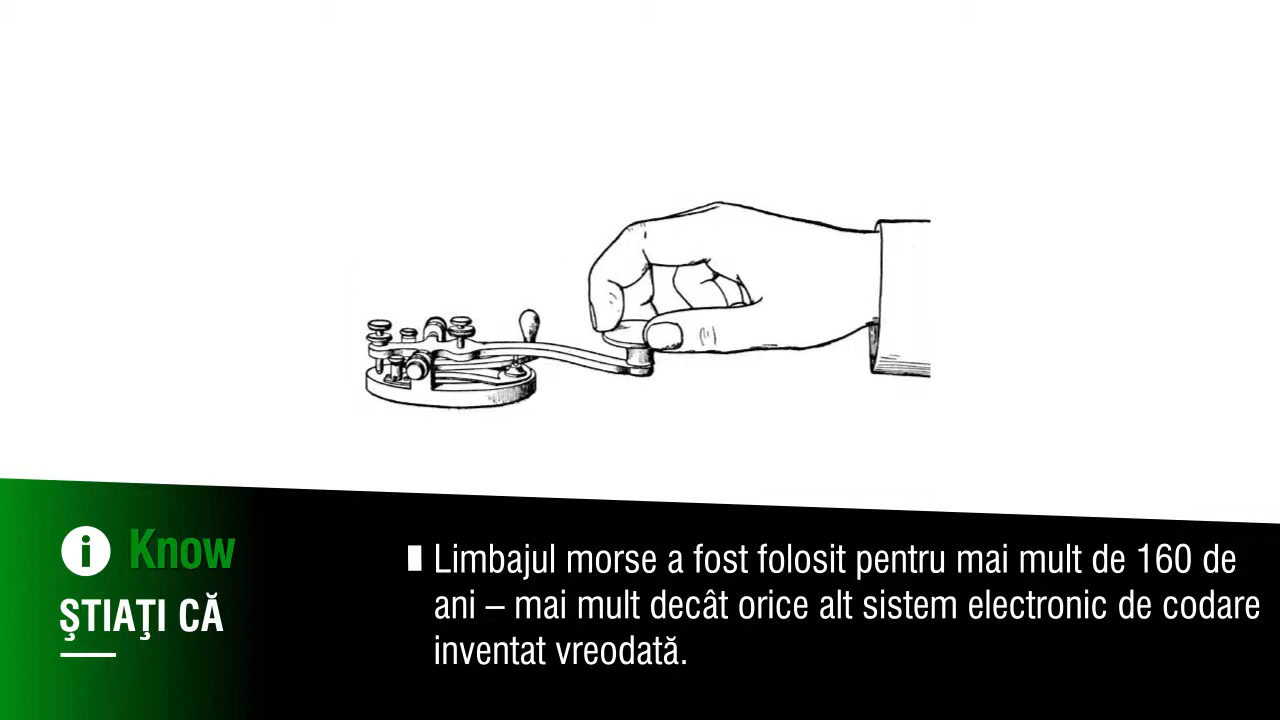 i Know
ŞTIAŢI CĂ
Limbajul morse a fost folosit pentru mai mult de 160 de
ani – mai mult decât orice alt sistem electronic de codare
inventat vreodată.